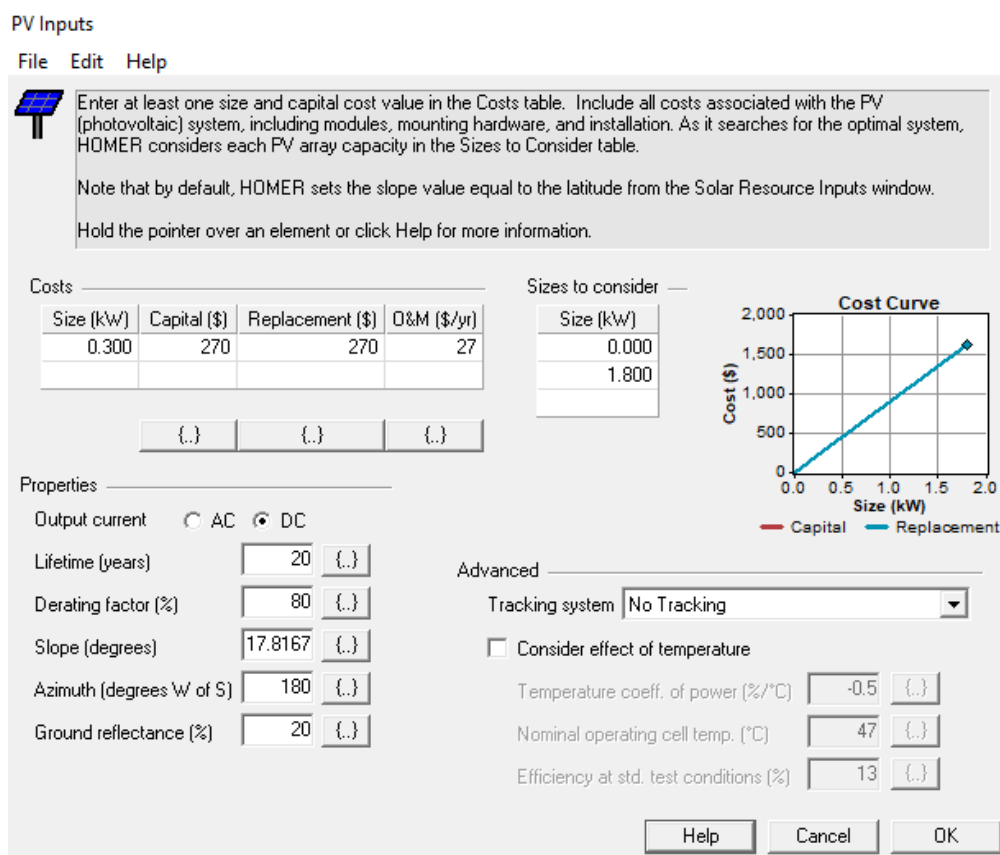 PV Inputs
File Edit Help
Enter at least one size and capital cost value in the Costs table. Include all costs associated with the PV
(photovoltaic) system, including modules, mounting hardware, and installation. As it searches for the optimal system,
HOMER considers each PV array capacity in the Sizes to Consider table.
Note that by default, HOMER sets the slope value equal to the latitude from the Solar Resource Inputs window.
Hold the pointer over an element or click Help for more information.
Costs
Size (kW) Capital ($) Replacement ($) O&M ($/yr)
0.300 270 270 27
{..} {..} {..}
Sizes to consider
Size (kW)
0.000
1.800
Cost Curve
Cost ($)
2,000
1,500
1,000
500
0
0.0 0.5 1.0 1.5 2.0
Size (kW)
Capital Replacement
Properties
Output current AC DC
Lifetime (years) 20 {..}
Derating factor (%) 80 {..}
Slope (degrees) 17.8167 {..}
Azimuth (degrees W of S) 180 {..}
Ground reflectance (%) 20 {..}
Advanced
Tracking system No Tracking
Consider effect of temperature
Temperature coeff. of power (%/°C) -0.5 {..}
Nominal operating cell temp. (°C) 47 {..}
Efficiency at std. test conditions (%) 13 {..}
Help Cancel OK